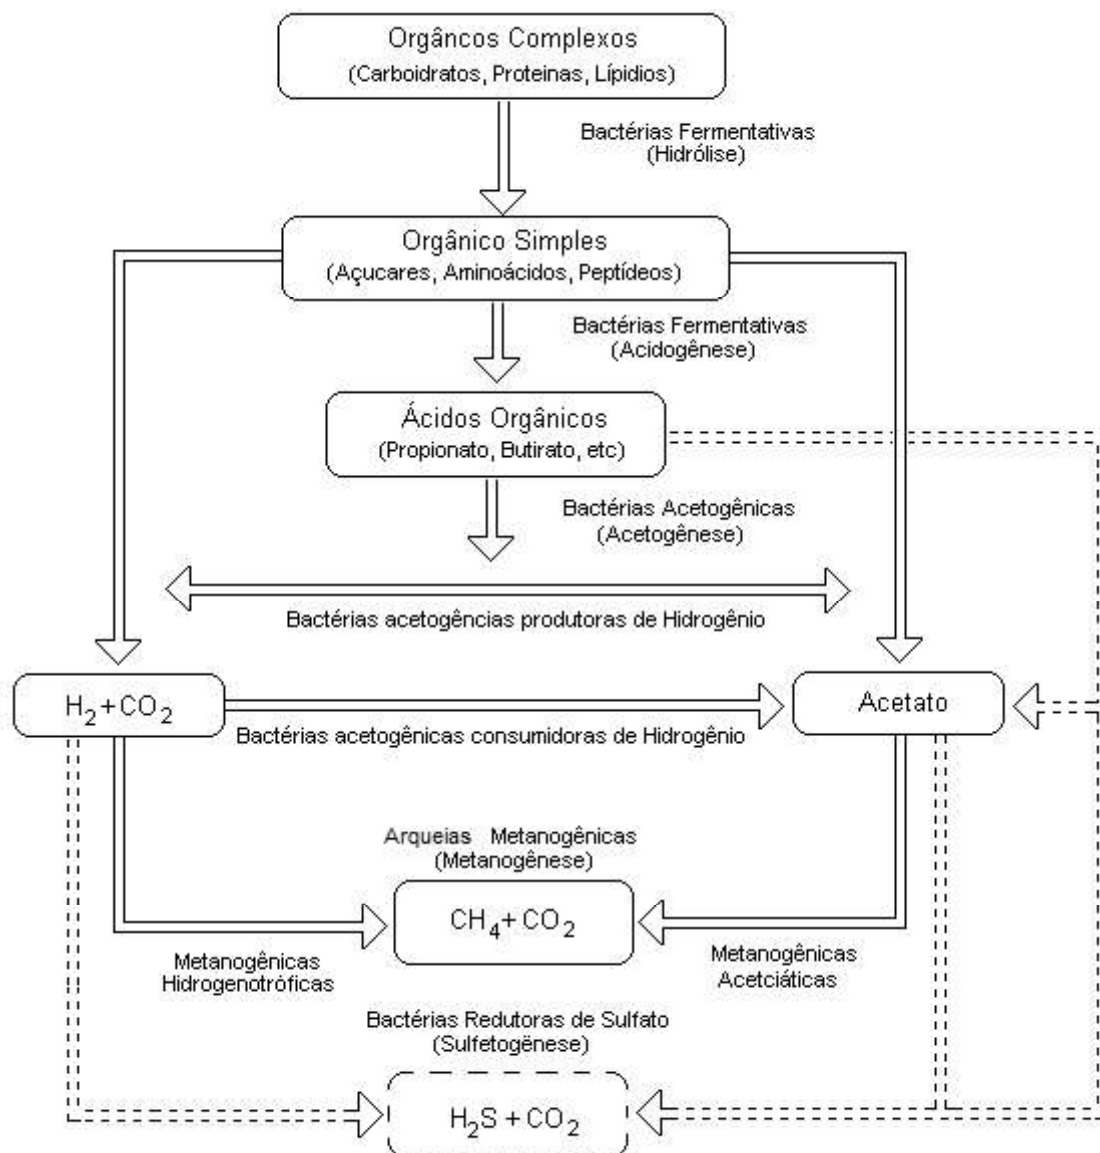 Orgâncos Complexos
(Carboidratos, Proteinas, Lípidios)
Bactérias Fermentativas
(Hidrólise)
Orgânico Simples
(Açucares, Aminoácidos, Peptídeos)
Bactérias Fermentativas
(Acidogênese)
Ácidos Orgânicos
(Propionato, Butirato, etc)
Bactérias Acetogênicas
(Acetogênese)
Bactérias acetogências produtoras de Hidrogênio
H₂+CO₂
Acetato
Bactérias acetogênicas consumidoras de Hidrogênio
Arqueias Metanogênicas
(Metanogênese)
CH₄+CO₂
Metanogênicas
Hidrogenotróficas
Metanogênicas
Acetciáticas
Bactérias Redutoras de Sulfato
(Sulfetogënese)
H₂S+CO₂